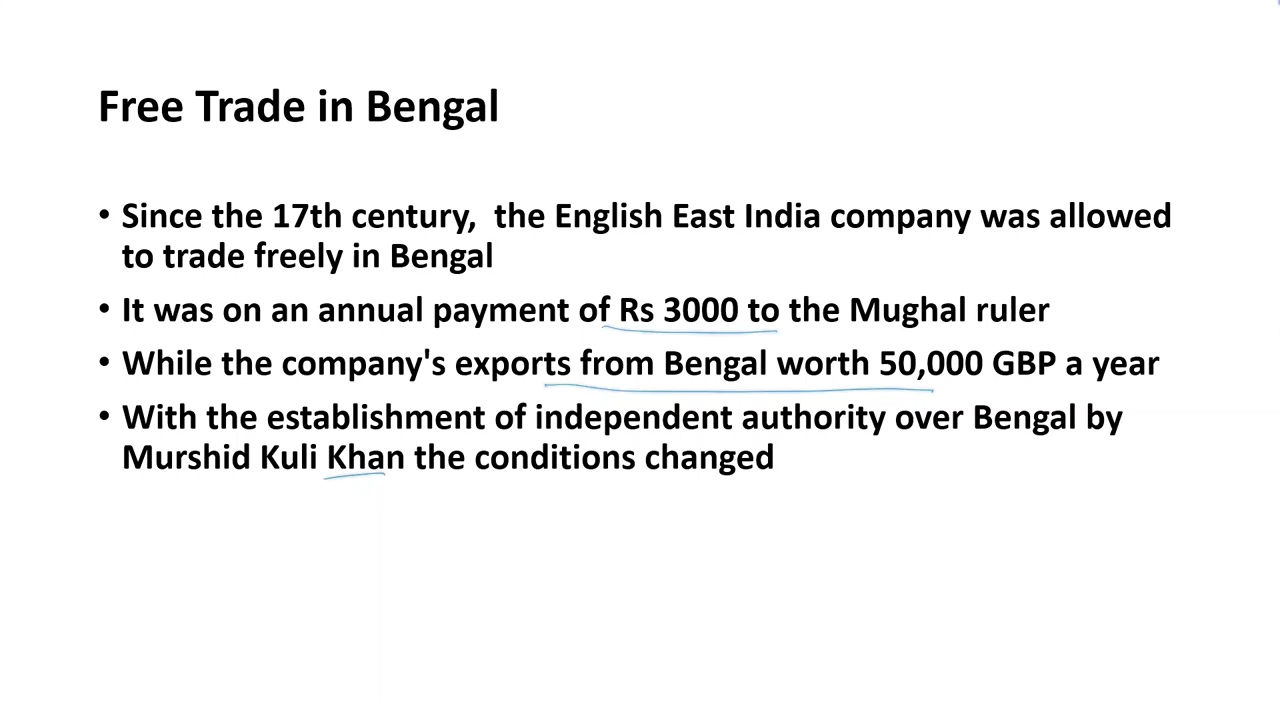 Free Trade in Bengal
• Since the 17th century,  the English East India company was allowed
to trade freely in Bengal
• It was on an annual payment of Rs 3000 to the Mughal ruler
• While the company's exports from Bengal worth 50,000 GBP a year
• With the establishment of independent authority over Bengal by
Murshid Kuli Khan the conditions changed